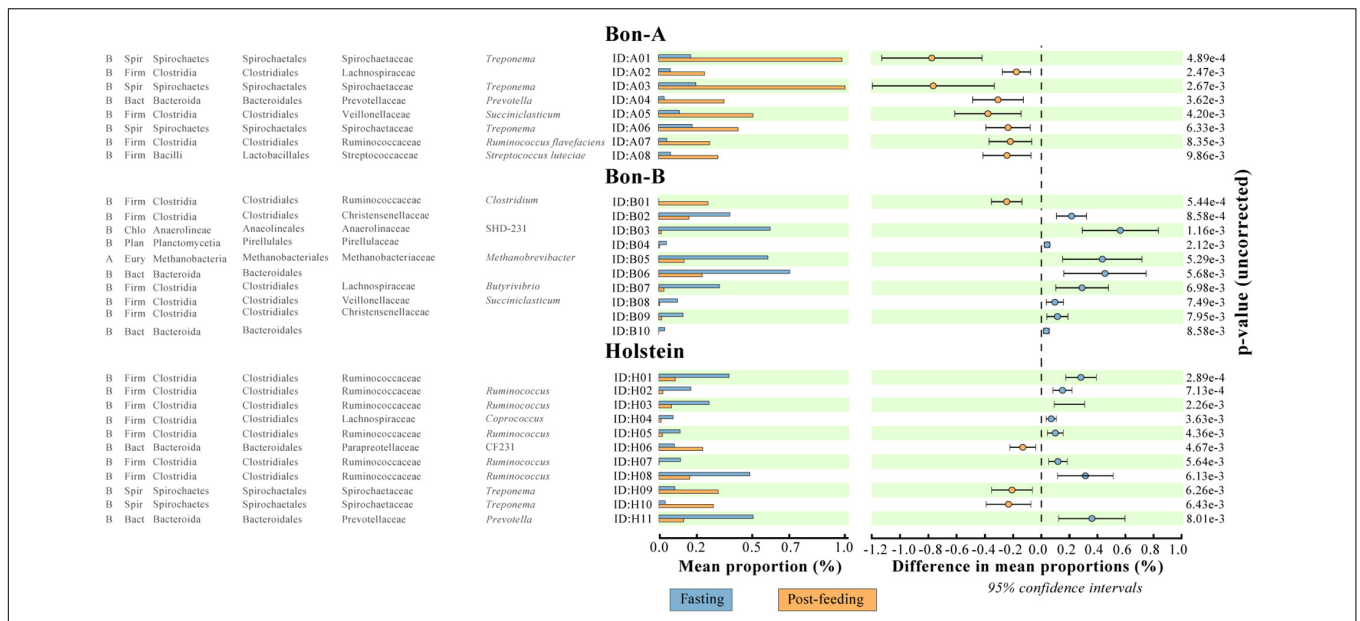 Bon-A
B Spir Spirochaetes Spirochaetales Spirochaetaceae Treponema ID:A01 4.89e-4
B Firm Clostridia Clostridiales Lachnospiraceae ID:A02 2.47e-3
B Spir Spirochaetes Spirochaetales Spirochaetaceae Treponema ID:A03 2.67e-3
B Bact Bacteroida Bacteroidales Prevotellaceae Prevotella ID:A04 3.62e-3
B Firm Clostridia Clostridiales Veillonellaceae Succiniclasticum ID:A05 4.20e-3
B Spir Spirochaetes Spirochaetales Spirochaetaceae Treponema ID:A06 6.33e-3
B Firm Clostridia Clostridiales Ruminococcaceae Ruminococcus flavefaciens ID:A07 8.35e-3
B Firm Bacilli Lactobacillales Streptococcaceae Streptococcus luteciae ID:A08 9.86e-3
Bon-B
B Firm Clostridia Clostridiales Ruminococcaceae Clostridium ID:B01 5.44e-4
B Firm Clostridia Clostridiales Christensenellaceae ID:B02 8.58e-4
B Chlo Anaerolineae Anaeolineales Anaerolinaceae SHD-231 ID:B03 1.16e-3
B Plan Planctomycetia Pirellulales Pirellulaceae ID:B04 2.12e-3
A Eury Methanobacteria Methanobacteriales Methanobacteriaceae Methanobrevibacter ID:B05 5.29e-3
B Bact Bacteroida Bacteroidales ID:B06 5.68e-3
B Firm Clostridia Clostridiales Lachnospiraceae Butyrivibrio ID:B07 6.98e-3
B Firm Clostridia Clostridiales Veillonellaceae Succiniclasticum ID:B08 7.49e-3
B Firm Clostridia Clostridiales Christensenellaceae ID:B09 7.95e-3
B Bact Bacteroida Bacteroidales ID:B10 8.58e-3
p-value (uncorrected)
Holstein
B Firm Clostridia Clostridiales Ruminococcaceae ID:H01 2.89e-4
B Firm Clostridia Clostridiales Ruminococcaceae Ruminococcus ID:H02 7.13e-4
B Firm Clostridia Clostridiales Ruminococcaceae Ruminococcus ID:H03 2.26e-3
B Firm Clostridia Clostridiales Lachnospiraceae Coprococcus ID:H04 3.63e-3
B Firm Clostridia Clostridiales Ruminococcaceae Ruminococcus ID:H05 4.36e-3
B Bact Bacteroida Bacteroidales Parapreotellaceae CF231 ID:H06 4.67e-3
B Firm Clostridia Clostridiales Ruminococcaceae Ruminococcus ID:H07 5.64e-3
B Firm Clostridia Clostridiales Ruminococcaceae Ruminococcus ID:H08 6.13e-3
B Spir Spirochaetes Spirochaetales Spirochaetaceae Treponema ID:H09 6.26e-3
B Spir Spirochaetes Spirochaetales Spirochaetaceae Treponema ID:H10 6.43e-3
B Bact Bacteroida Bacteroidales Prevotellaceae Prevotella ID:H11 8.01e-3
0.0 0.2 0.5 0.7 1.0 -1.2 -1.0 -0.8 -0.6 -0.4 -0.2 0.0 0.2 0.4 0.6 0.8 1.0
Mean proportion (%) Difference in mean proportions (%)
95% confidence intervals
Fasting Post-feeding